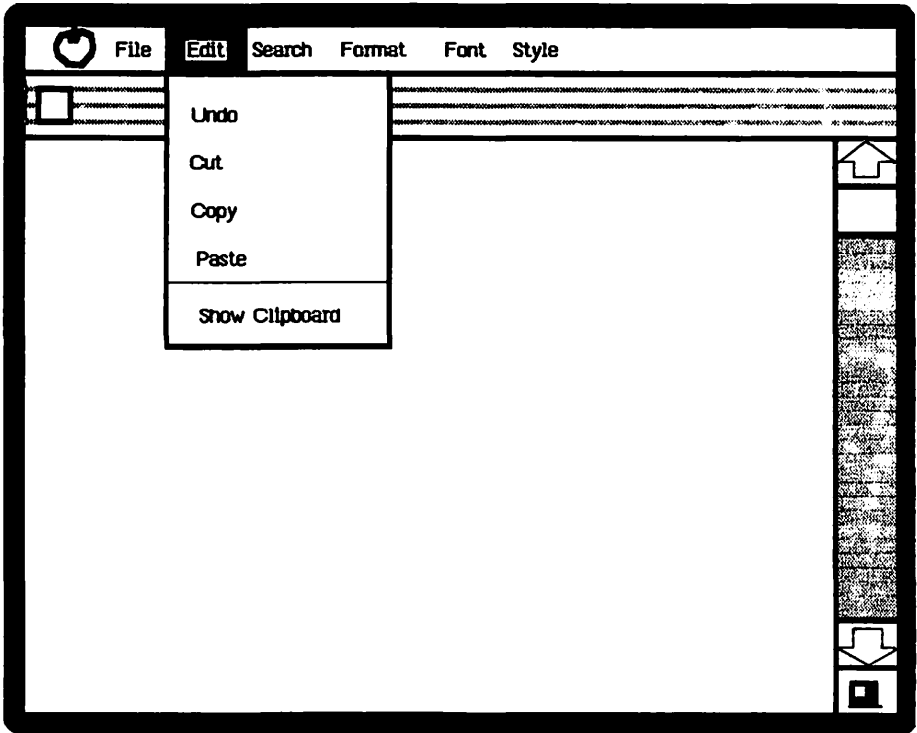 File Edit Search Format Font Style
Undo
Cut
Copy
Paste
Show Clipboard